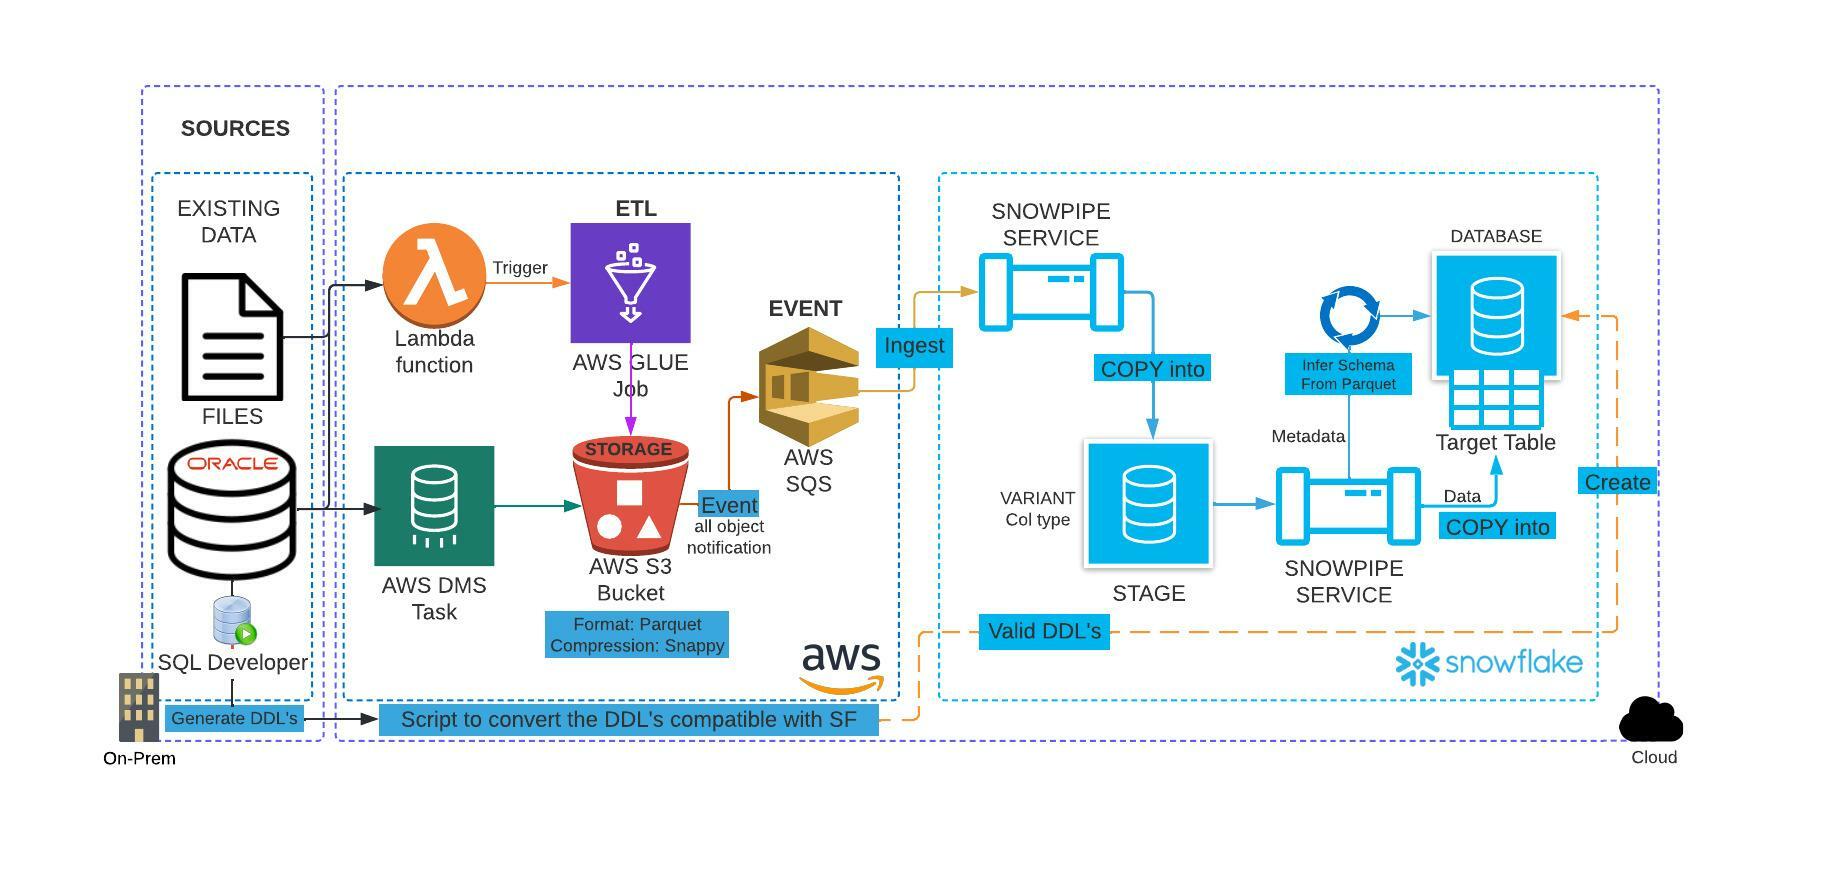 SOURCES
EXISTING
DATA
FILES
ORACLE
SQL Developer
Generate DDL's
On-Prem
Lambda
function
Trigger
ETL
AWS GLUE
Job
AWS DMS
Task
STORAGE
AWS S3
Bucket
Format: Parquet
Compression: Snappy
Event
all object
notification
EVENT
AWS
SQS
aws
Script to convert the DDL's compatible with SF
Ingest
SNOWPIPE
SERVICE
COPY into
VARIANT
Col type
STAGE
SNOWPIPE
SERVICE
Metadata
Infer Schema
From Parquet
DATABASE
Target Table
Data
COPY into
Create
Valid DDL's
snowflake
Cloud